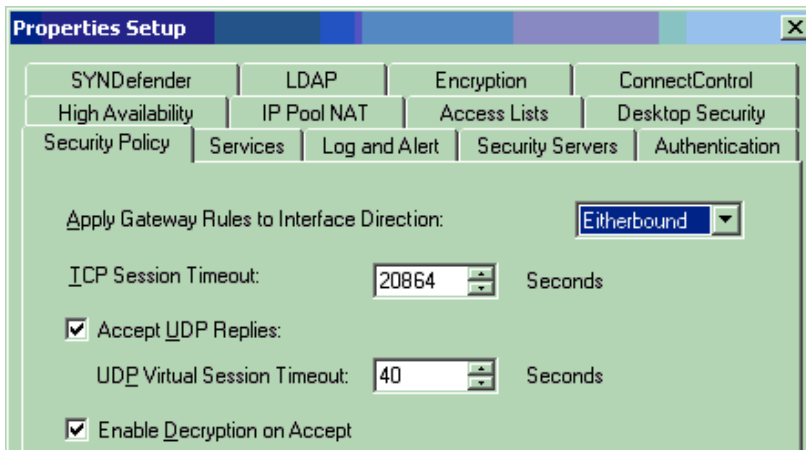 Properties Setup
SYNDefender LDAP Encryption ConnectControl
High Availability IP Pool NAT Access Lists Desktop Security
Security Policy Services Log and Alert Security Servers Authentication
Apply Gateway Rules to Interface Direction: Eitherbound
TCP Session Timeout: 20864 Seconds
Accept UDP Replies:
UDP Virtual Session Timeout: 40 Seconds
Enable Decryption on Accept